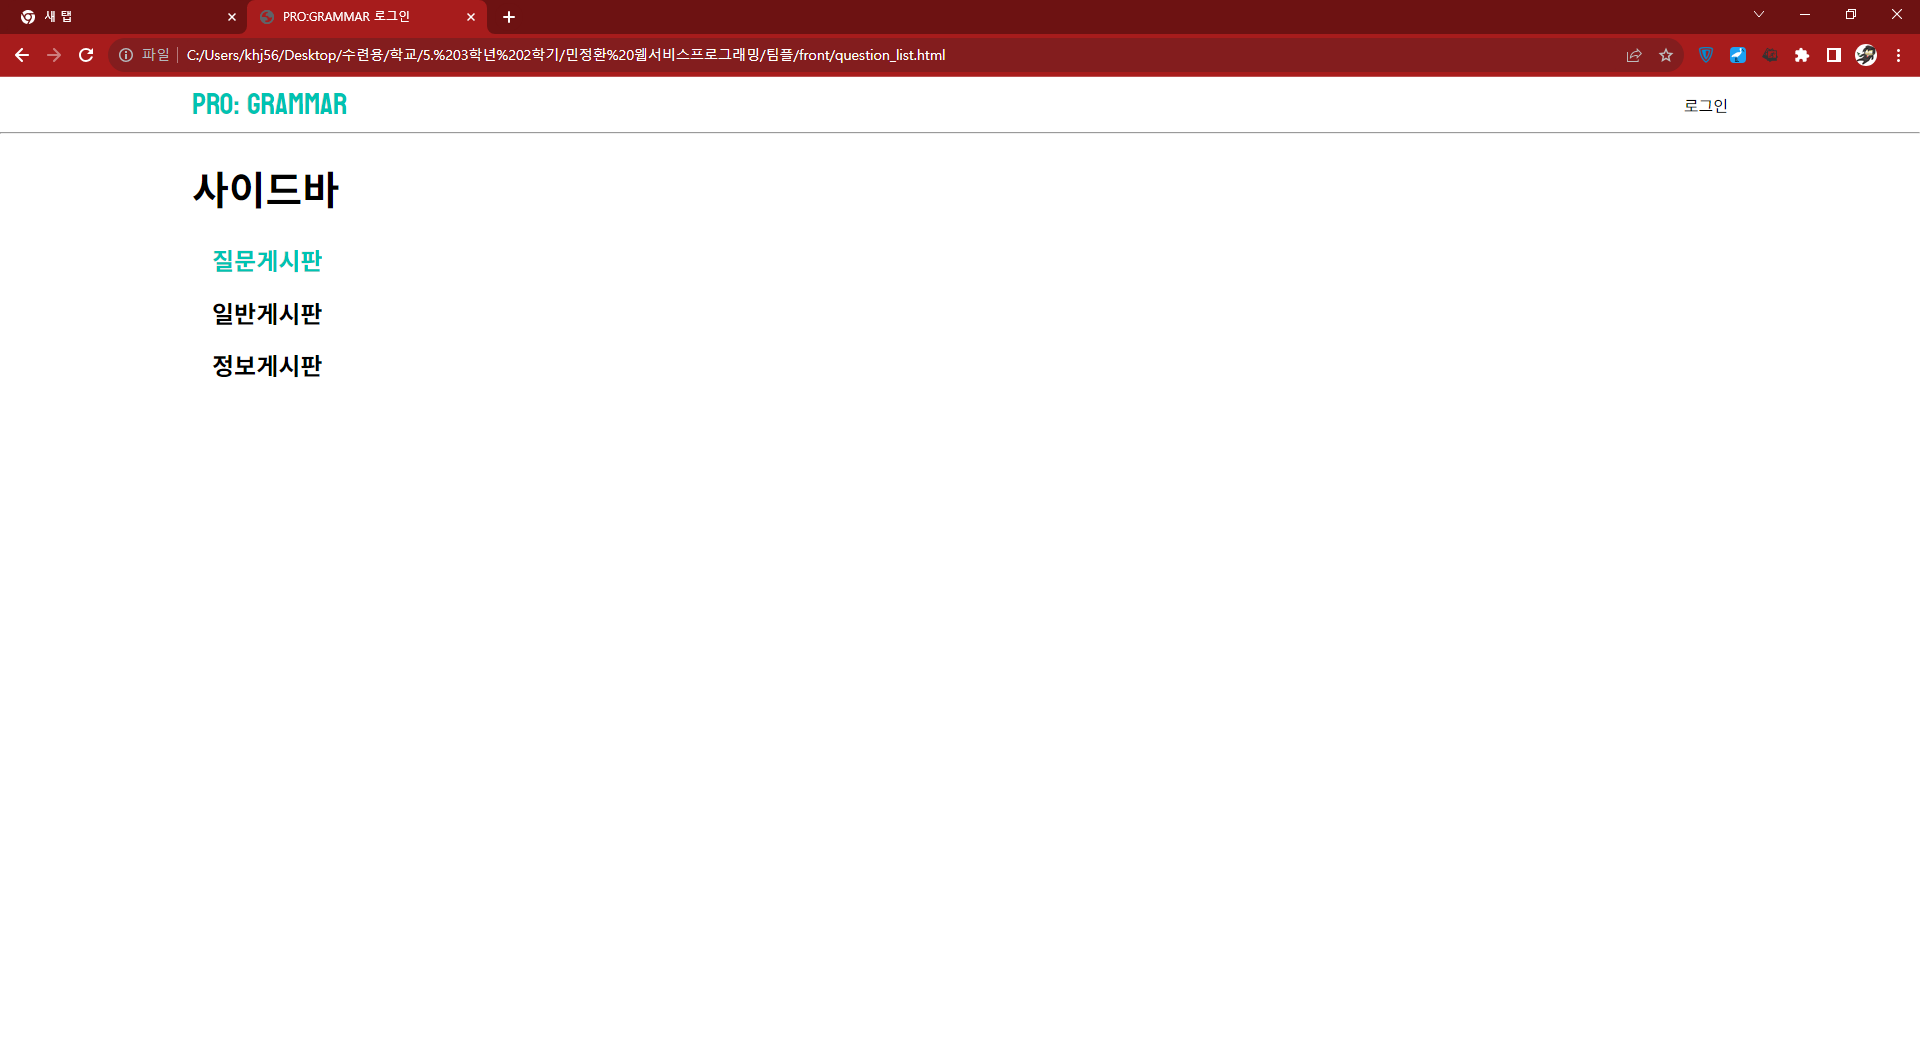 새 탭
PRO:GRAMMAR 로그인
파일 C:/Users/khj56/Desktop/수련용/학교/5.%203학년%202학기/민정환%20웹서비스프로그래밍/팀플/front/question_list.html
PRO: GRAMMAR
로그인
사이드바
질문게시판
일반게시판
정보게시판